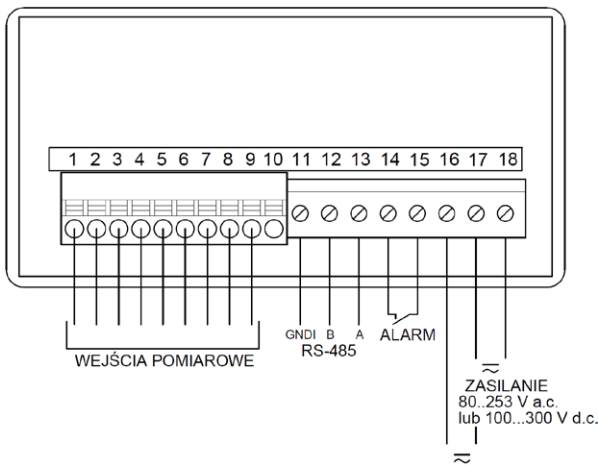 1 2 3 4 5 6 7 8 9 10 11 12 13 14 15 16 17 18
GNDI B A
RS-485
ALARM
WEJŚCIA POMIAROWE
ZASILANIE
80..253 V a.c.
lub 100...300 V d.c.